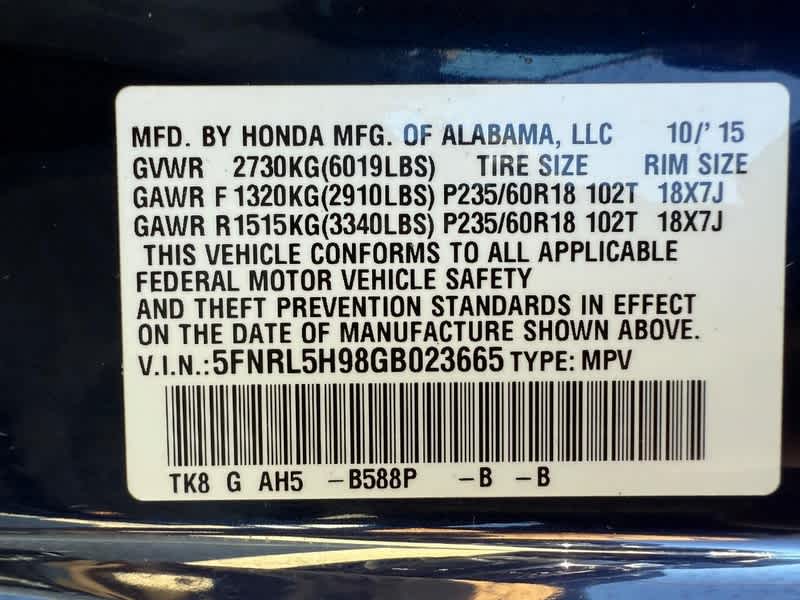 MFD. BY HONDA MFG. OF ALABAMA, LLC 10/'15
GVWR 2730KG(6019LBS) TIRE SIZE RIM SIZE
GAWR F 1320KG(2910LBS) P235/60R18 102T 18X7J
GAWR R1515KG(3340LBS) P235/60R18 102T 18X7J
THIS VEHICLE CONFORMS TO ALL APPLICABLE
FEDERAL MOTOR VEHICLE SAFETY
AND THEFT PREVENTION STANDARDS IN EFFECT
ON THE DATE OF MANUFACTURE SHOWN ABOVE.
V.I.N.:5FNRL5H98GB023665 TYPE: MPV
TK8 G AH5 -B588P -B -B